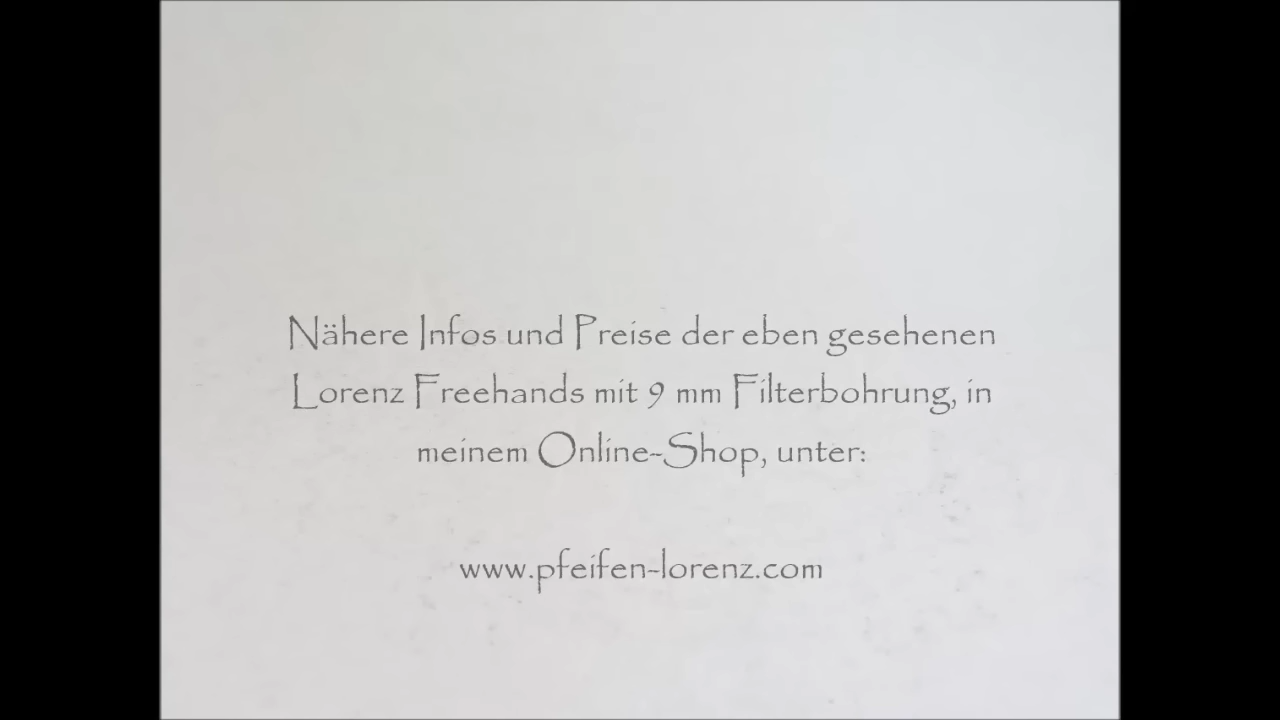 Nähere Infos und Preise der eben gesehenen
Lorenz Freehands mit 9 mm Filterbohrung, in
meinem Online-Shop, unter:
www.pfeifen-lorenz.com